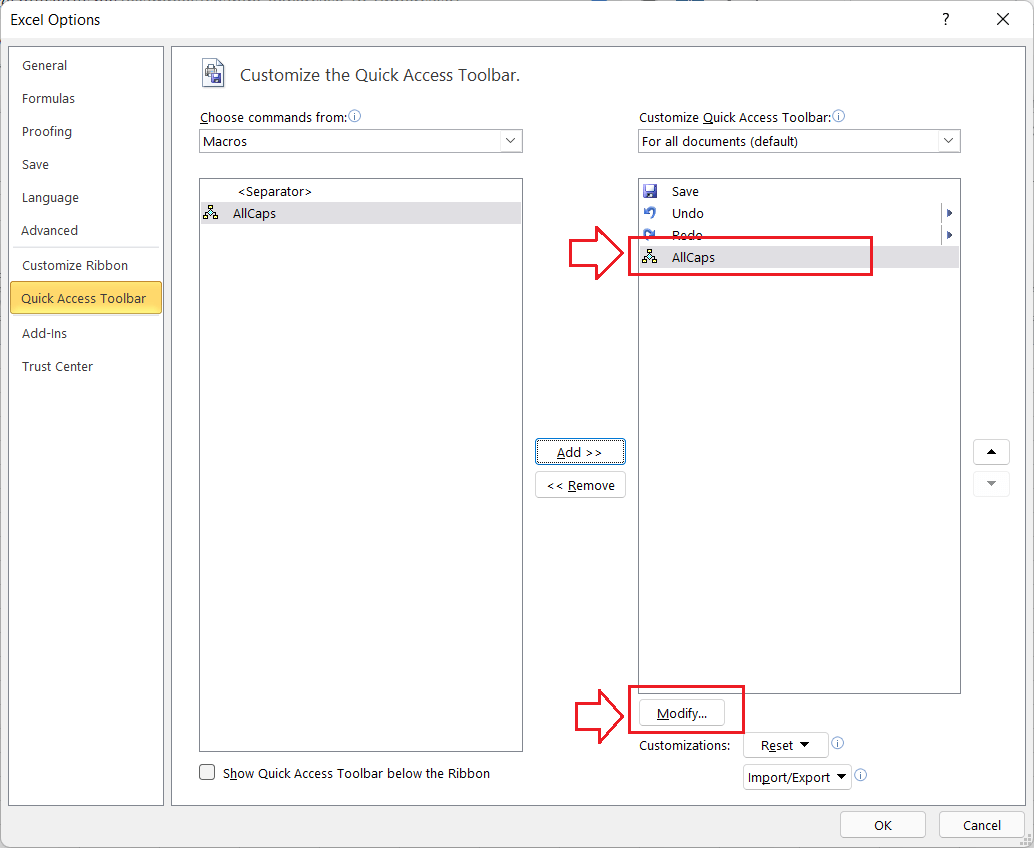 Excel Options
?
General
Formulas
Proofing
Save
Language
Advanced
Customize Ribbon
Quick Access Toolbar
Add-Ins
Trust Center
Customize the Quick Access Toolbar.
Choose commands from:
Macros
<Separator>
AllCaps
Add >>
<< Remove
Show Quick Access Toolbar below the Ribbon
Customize Quick Access Toolbar:
For all documents (default)
Save
Undo
Redo
AllCaps
Modify...
Customizations:
Reset
Import/Export
OK
Cancel